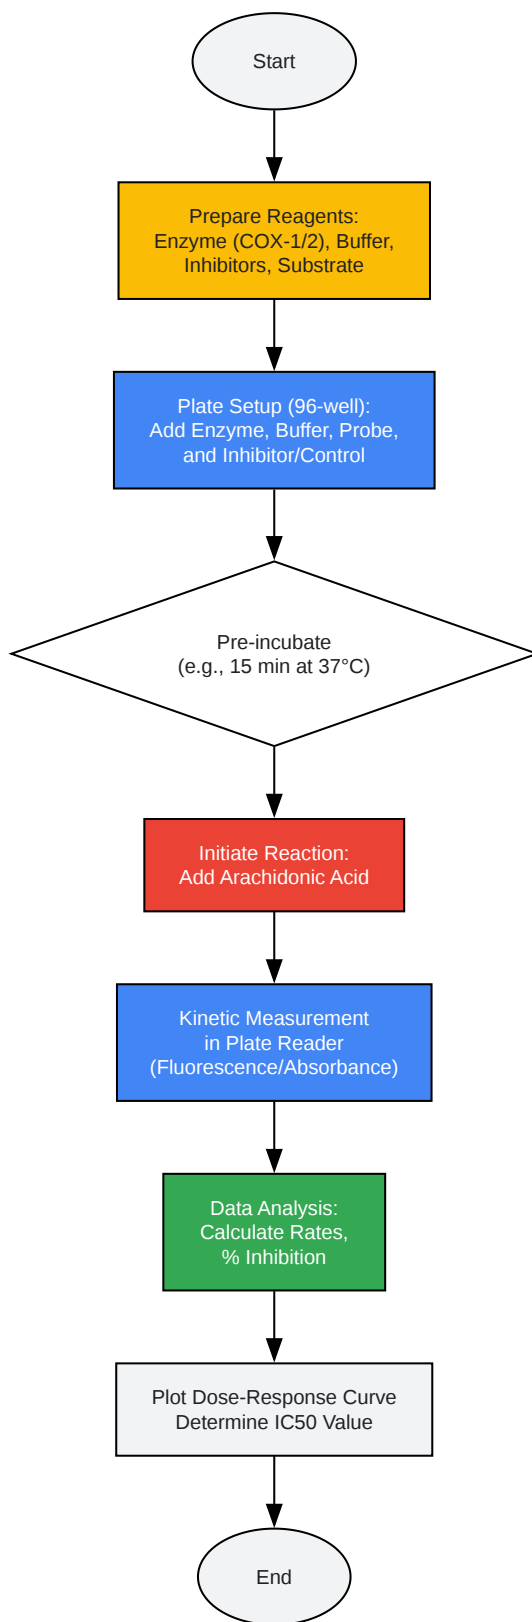 Start
Prepare Reagents:
Enzyme (COX-1/2), Buffer,
Inhibitors, Substrate
Plate Setup (96-well):
Add Enzyme, Buffer, Probe,
and Inhibitor/Control
Pre-incubate
(e.g., 15 min at 37°C)
Initiate Reaction:
Add Arachidonic Acid
Kinetic Measurement
in Plate Reader
(Fluorescence/Absorbance)
Data Analysis:
Calculate Rates,
% Inhibition
Plot Dose-Response Curve
Determine IC50 Value
End